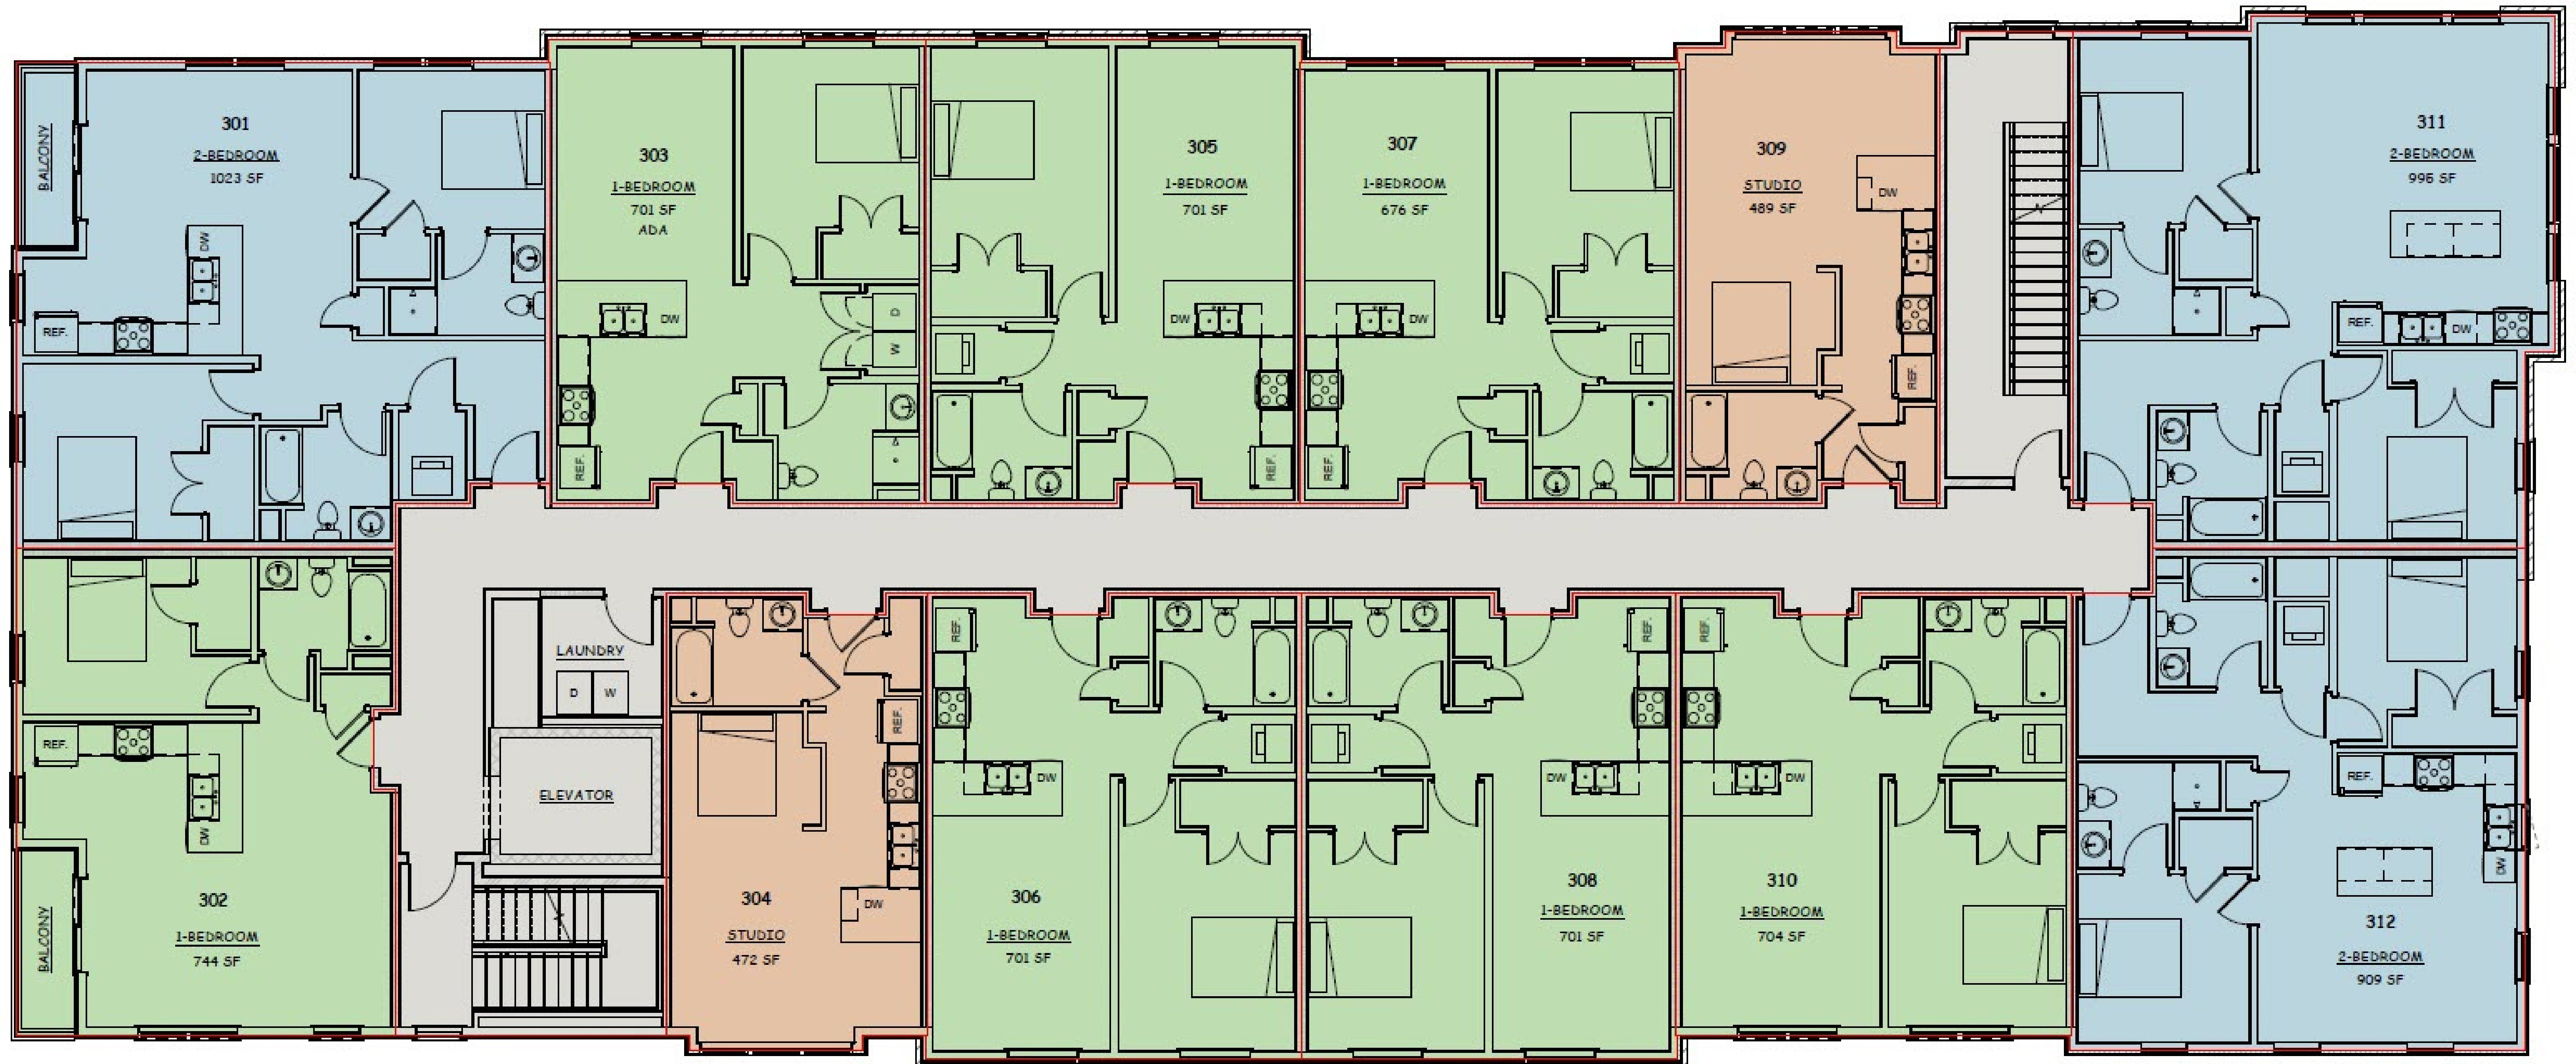 BALCONY
301
2-BEDROOM
1023 SF
DW
REF.
303
1-BEDROOM
701 SF
ADA
DW
D
W
REF.
305
1-BEDROOM
701 SF
DW
REF.
307
1-BEDROOM
676 SF
DW
REF.
309
STUDIO
489 SF
DW
REF.
311
2-BEDROOM
995 SF
REF.
DW
REF.
DW
302
1-BEDROOM
744 SF
BALCONY
LAUNDRY
D
W
ELEVATOR
REF.
304
STUDIO
472 SF
DW
REF.
DW
306
1-BEDROOM
701 SF
REF.
DW
308
1-BEDROOM
701 SF
REF.
DW
310
1-BEDROOM
704 SF
REF.
DW
312
2-BEDROOM
909 SF